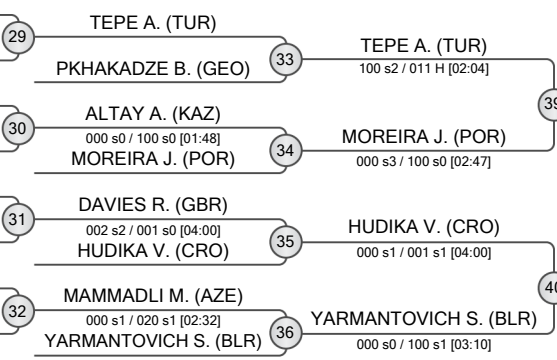 29
TEPE A. (TUR)
PKHAKADZE B. (GEO)
33
TEPE A. (TUR)
100 s2 / 011 H [02:04]
30
ALTAY A. (KAZ)
000 s0 / 100 s0 [01:48]
MOREIRA J. (POR)
34
MOREIRA J. (POR)
000 s3 / 100 s0 [02:47]
39
31
DAVIES R. (GBR)
002 s2 / 001 s0 [04:00]
HUDIKA V. (CRO)
35
HUDIKA V. (CRO)
000 s1 / 001 s1 [04:00]
32
MAMMADLI M. (AZE)
000 s1 / 020 s1 [02:32]
YARMANTOVICH S. (BLR)
36
YARMANTOVICH S. (BLR)
000 s0 / 100 s1 [03:10]
40